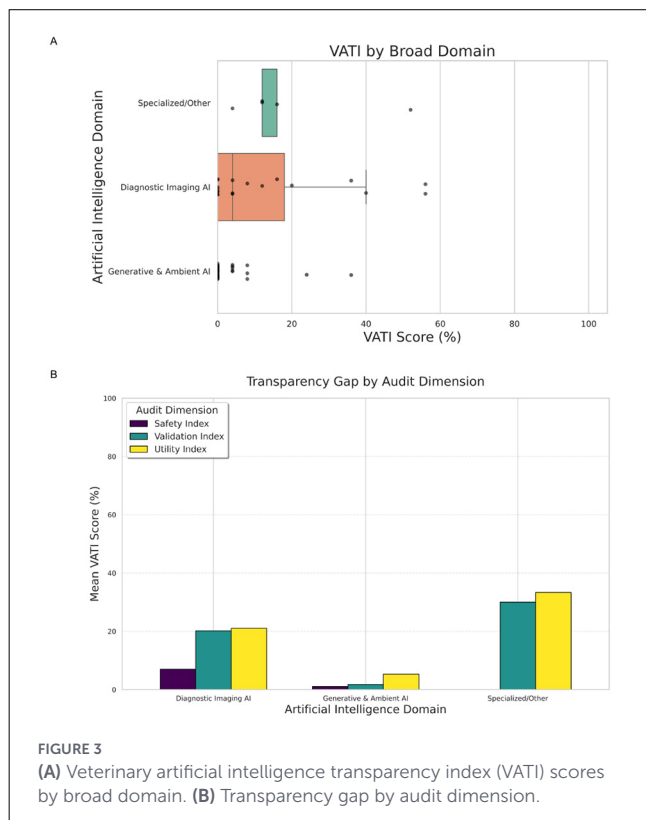 A
VATI by Broad Domain
Artificial Intelligence Domain
Specialized/Other
Diagnostic Imaging AI
Generative & Ambient AI
0 20 40 60 80 100
VATI Score (%)
B
Transparency Gap by Audit Dimension
Mean VATI Score (%)
100
80
60
40
20
0
Audit Dimension
Safety Index
Validation Index
Utility Index
Diagnostic Imaging AI Generative & Ambient AI Specialized/Other
Artificial Intelligence Domain
FIGURE 3
(A) Veterinary artificial intelligence transparency index (VATI) scores
by broad domain. (B) Transparency gap by audit dimension.